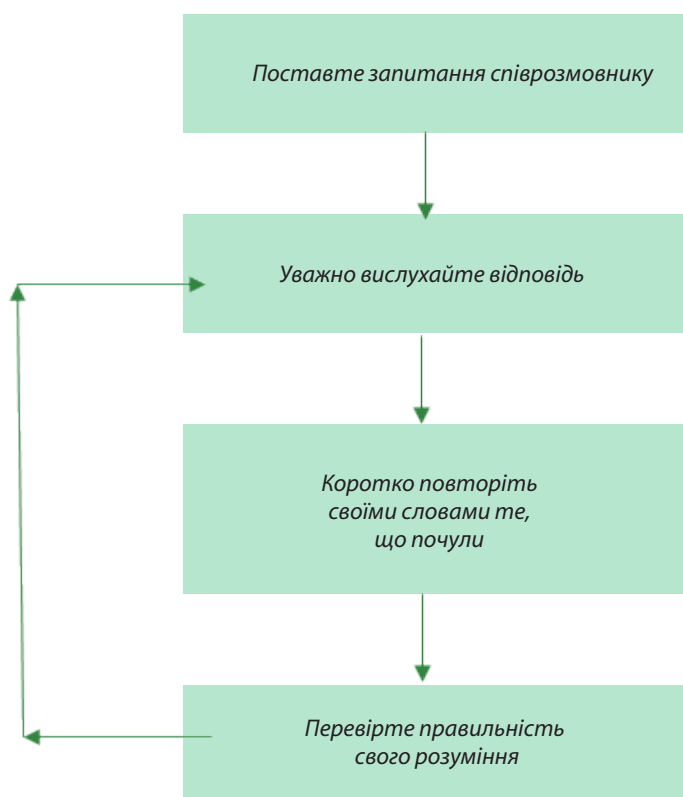 Поставте запитання співрозмовнику
Уважно вислухайте відповідь
Коротко повторіть
своїми словами те,
що почули
Перевірте правильність
свого розуміння